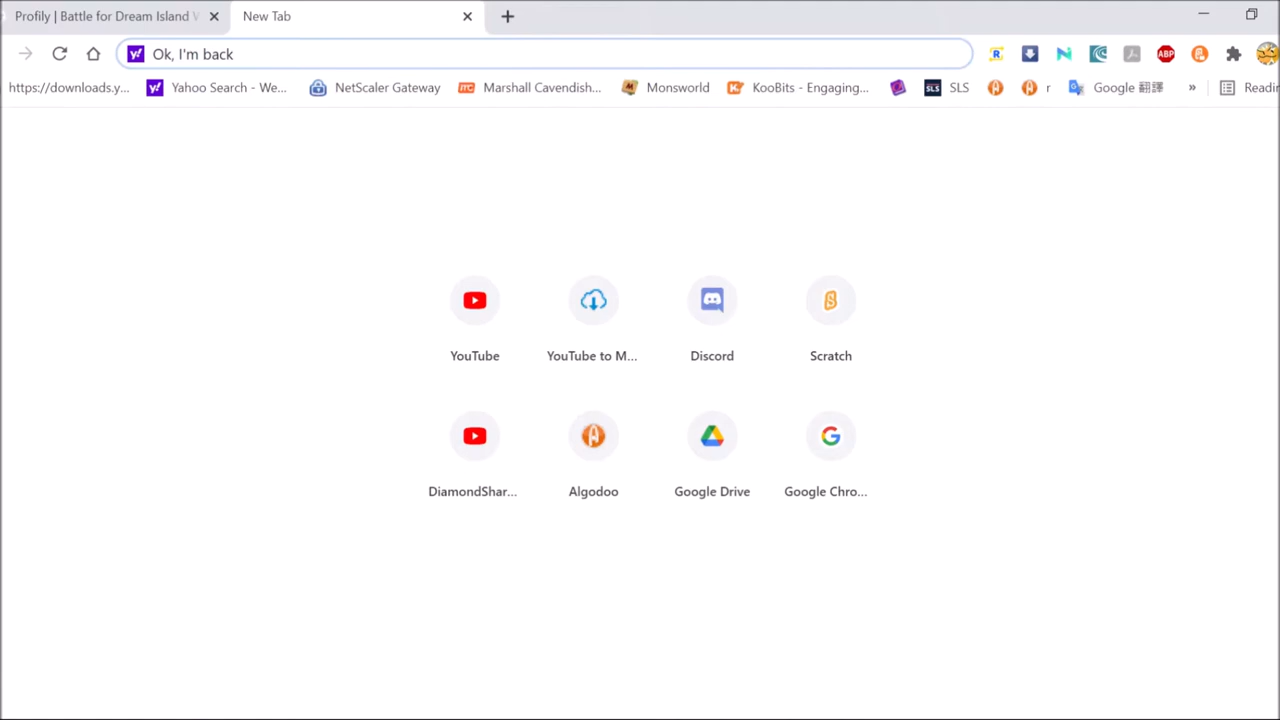 Profily | Battle for Dream Island
New Tab
Ok, I'm back
ABP
https://downloads.y...
Yahoo Search - We...
NetScaler Gateway
Marshall Cavendish...
Monsworld
KooBits - Engaging...
SLS
r
Google 翻譯
»
Readin
YouTube
YouTube to M...
Discord
Scratch
DiamondShar...
Algodoo
Google Drive
Google Chro...